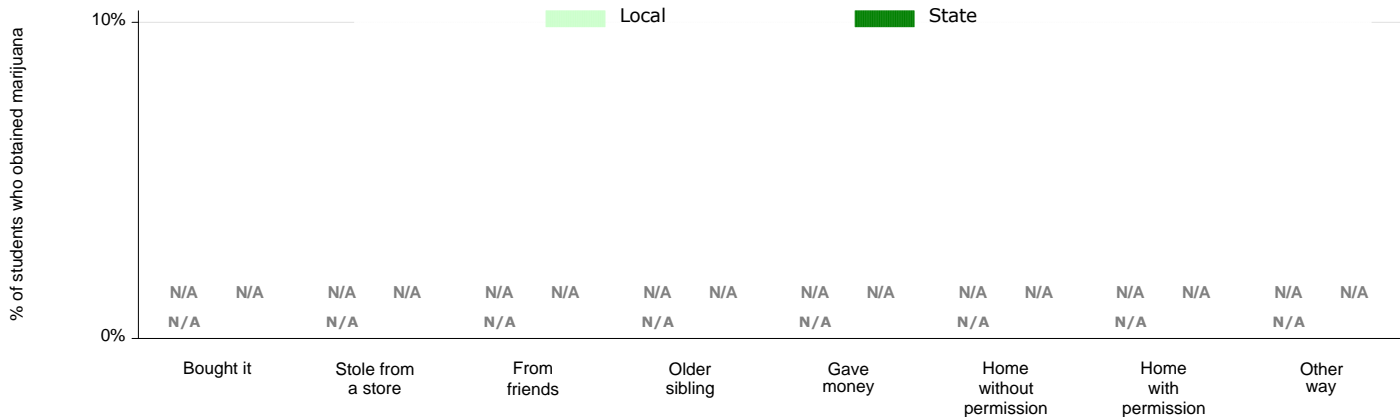 % of students who obtained marijuana
10%
Local
State
N/A N/A N/A N/A N/A N/A N/A N/A N/A N/A N/A N/A N/A N/A N/A N/A
N/A N/A N/A N/A N/A N/A N/A N/A
0%
Bought it
Stole from
a store
From
friends
Older
sibling
Gave
money
Home
without
permission
Home
with
permission
Other
way